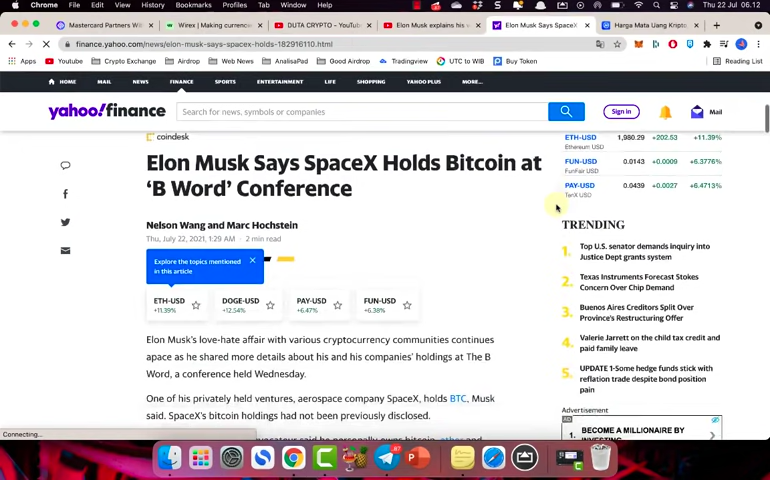 Chrome File Edit View History Bookmarks Profiles Tab Window Help
Thu 22 Jul 06.12
Mastercard Partners Wi
Wirex | Making currenc
DUTA CRYPTO - YouTube
Elon Musk explains his v
Elon Musk Says SpaceX
Harga Mata Uang Kripto
finance.yahoo.com/news/elon-musk-says-spacex-holds-182916110.html
Apps Youtube Crypto Exchange Airdrop Web News AnalisaPad Good Airdrop Trading Website UTC to WIB Buy Token Reading List
HOME MAIL NEWS FINANCE SPORTS ENTERTAINMENT LIFE SHOPPING YAHOO PLUS MORE...
yahoo!finance
Search for news, symbols or companies
Sign in
Mail
coindesk
Elon Musk Says SpaceX Holds Bitcoin at
‘B Word’ Conference
Nelson Wang and Marc Hochstein
Thu, July 22, 2021, 1:29 AM · 2 min read
Explore the topics mentioned
in this article
ETH-USD
+11.39%
DOGE-USD
+12.54%
PAY-USD
+6.47%
FUN-USD
+6.38%
Elon Musk’s love-hate affair with various cryptocurrency communities continues
apace as he shared more details about his and his companies’ holdings at The B
Word, a conference held Wednesday.
One of his privately held ventures, aerospace company SpaceX, holds BTC, Musk
said. SpaceX’s bitcoin holdings had not been previously disclosed.
ETH-USD 1,980.29 +202.53 +11.39%
Ethereum USD
FUN-USD 0.0143 +0.0009 +6.3776%
FunFair USD
PAY-USD 0.0439 +0.0027 +6.4713%
TenX USD
TRENDING
1. Top U.S. senator demands inquiry into
Justice Dept grants system
2. Texas Instruments Forecast Stokes
Concern Over Chip Demand
3. Buenos Aires Creditors Split Over
Province's Restructuring Offer
4. Valerie Jarrett on the child tax credit and
paid family leave
5. UPDATE 1-Some hedge funds stick with
reflation trade despite bond position
pain
Advertisement
1. BECOME A MILLIONAIRE BY
Connecting...